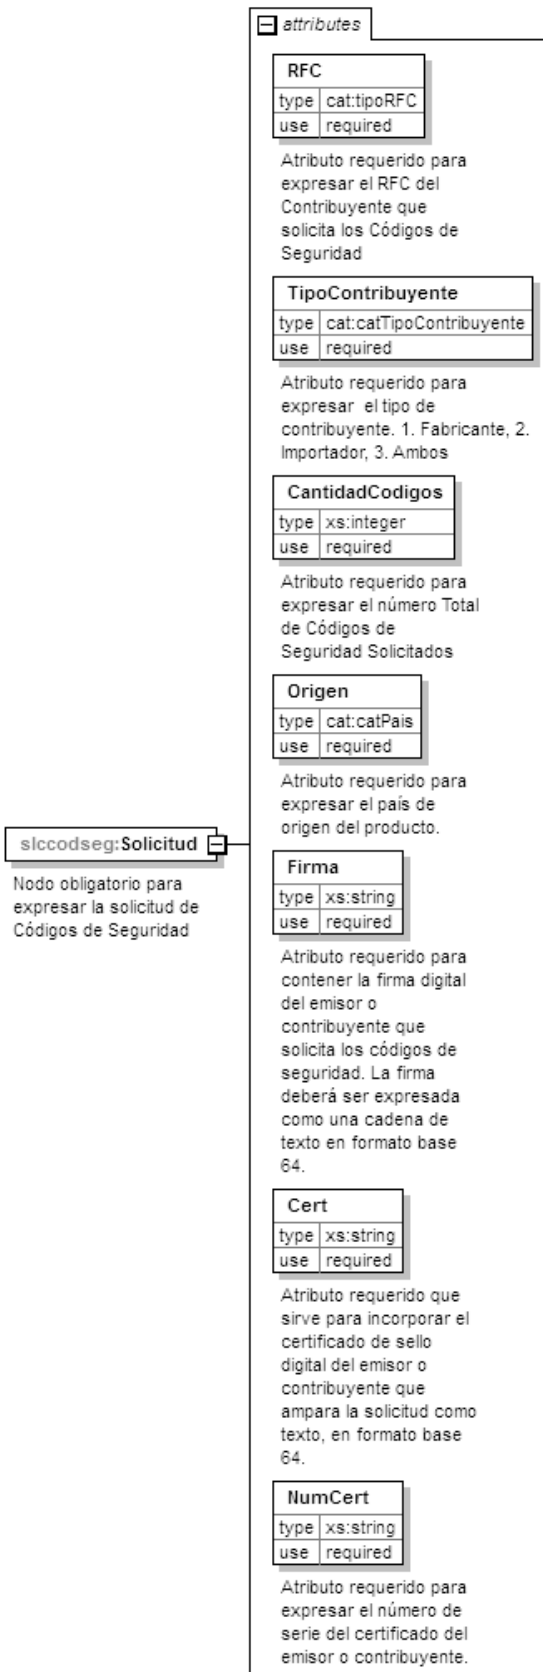 attributes
RFC
type cat:tipoRFC
use required
Atributo requerido para
expresar el RFC del
Contribuyente que
solicita los Códigos de
Seguridad
TipoContribuyente
type cat:catTipoContribuyente
use required
Atributo requerido para
expresar el tipo de
contribuyente. 1. Fabricante, 2.
Importador, 3. Ambos
CantidadCodigos
type xs:integer
use required
Atributo requerido para
expresar el número Total
de Códigos de
Seguridad Solicitados
Origen
type cat:catPais
use required
Atributo requerido para
expresar el país de
origen del producto.
slccodseg:Solicitud
Nodo obligatorio para
expresar la solicitud de
Códigos de Seguridad
Firma
type xs:string
use required
Atributo requerido para
contener la firma digital
del emisor o
contribuyente que
solicita los códigos de
seguridad. La firma
deberá ser expresada
como una cadena de
texto en formato base
64.
Cert
type xs:string
use required
Atributo requerido que
sirve para incorporar el
certificado de sello
digital del emisor o
contribuyente que
ampara la solicitud como
texto, en formato base
64.
NumCert
type xs:string
use required
Atributo requerido para
expresar el número de
serie del certificado del
emisor o contribuyente.